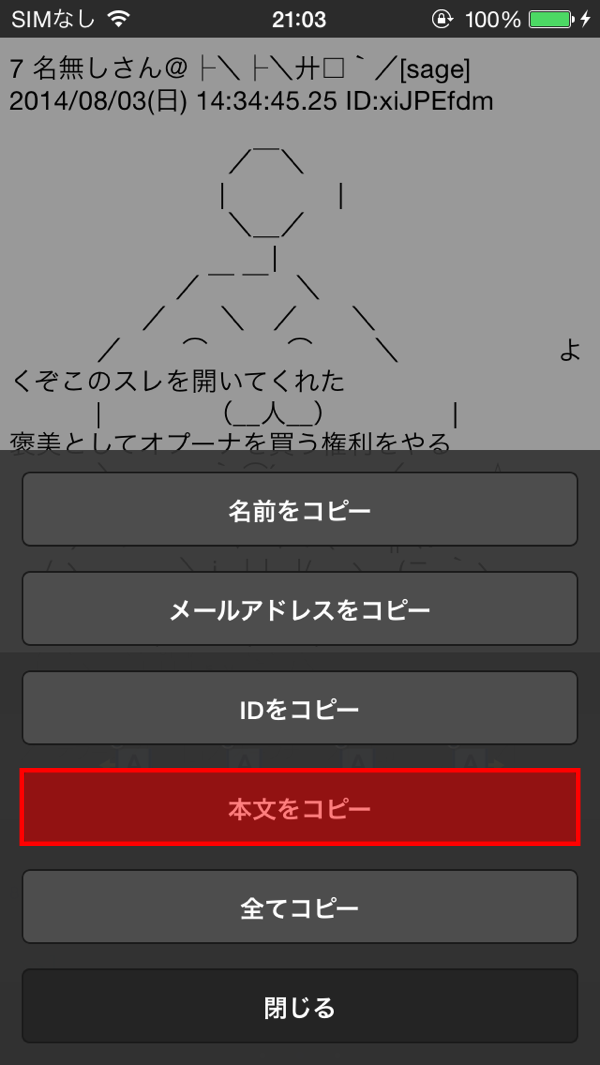 SIMなし 21:03 100%
7 名無しさん@├＼├＼廾□｀／[sage]
2014/08/03(日) 14:34:45.25 ID:xiJPEfdm
よ
くぞこのスレを開いてくれた
(__人__)
褒美としてオプーナを買う権利をやる
名前をコピー
メールアドレスをコピー
IDをコピー
本文をコピー
全てコピー
閉じる